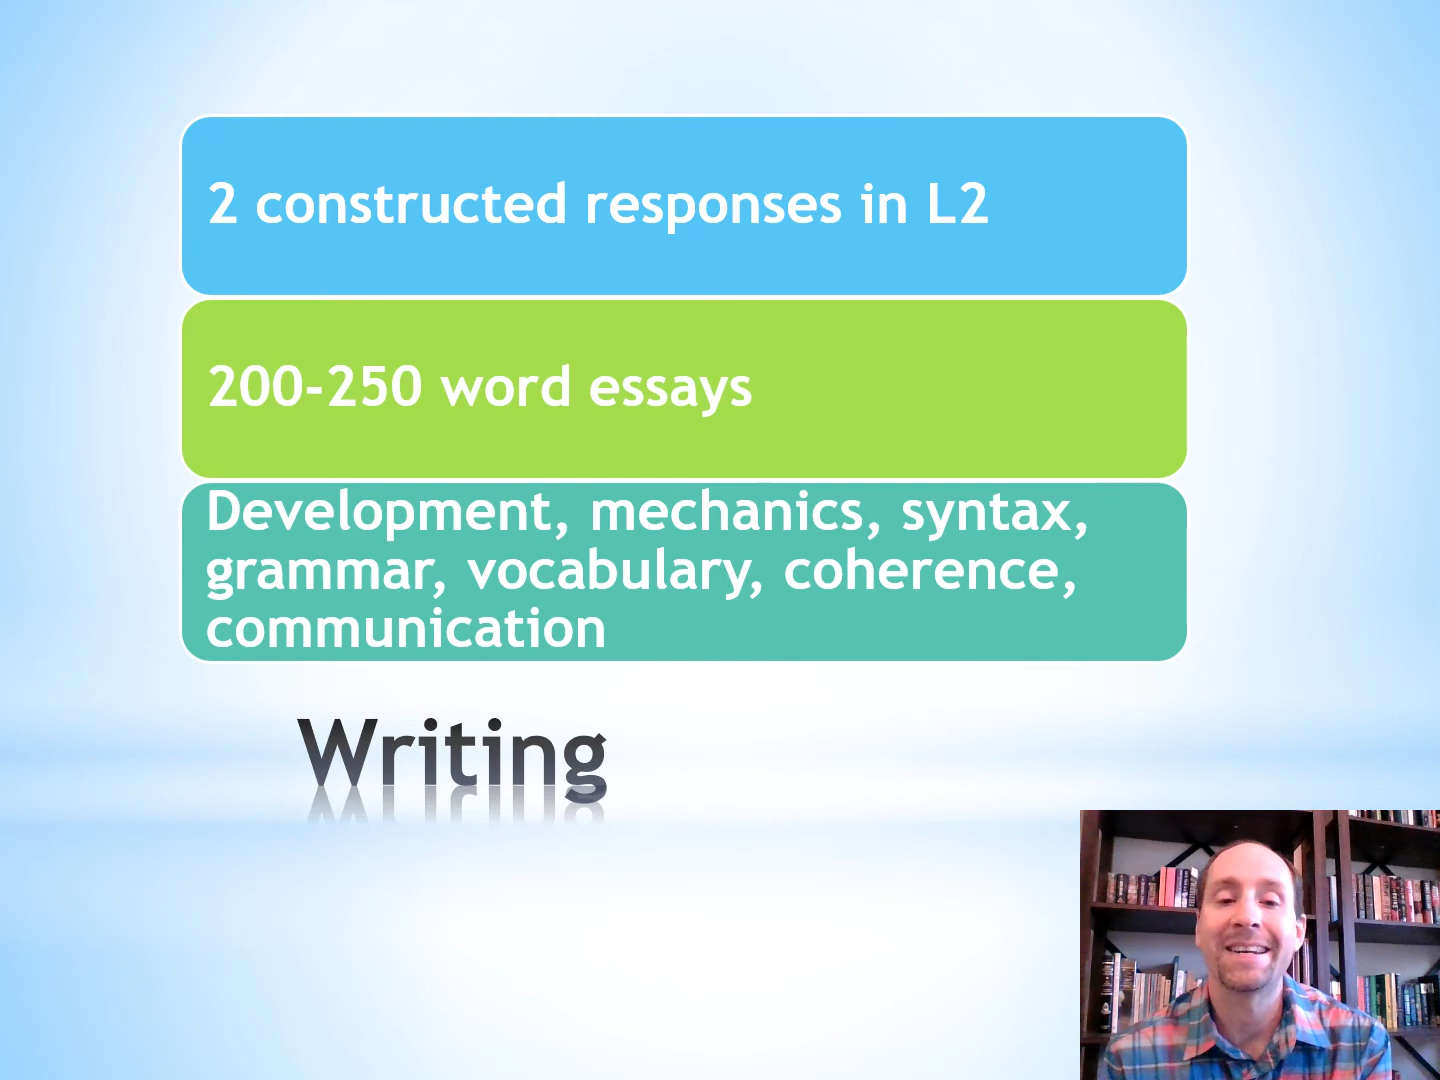 2 constructed responses in L2
200-250 word essays
Development, mechanics, syntax,
grammar, vocabulary, coherence,
communication
Writing